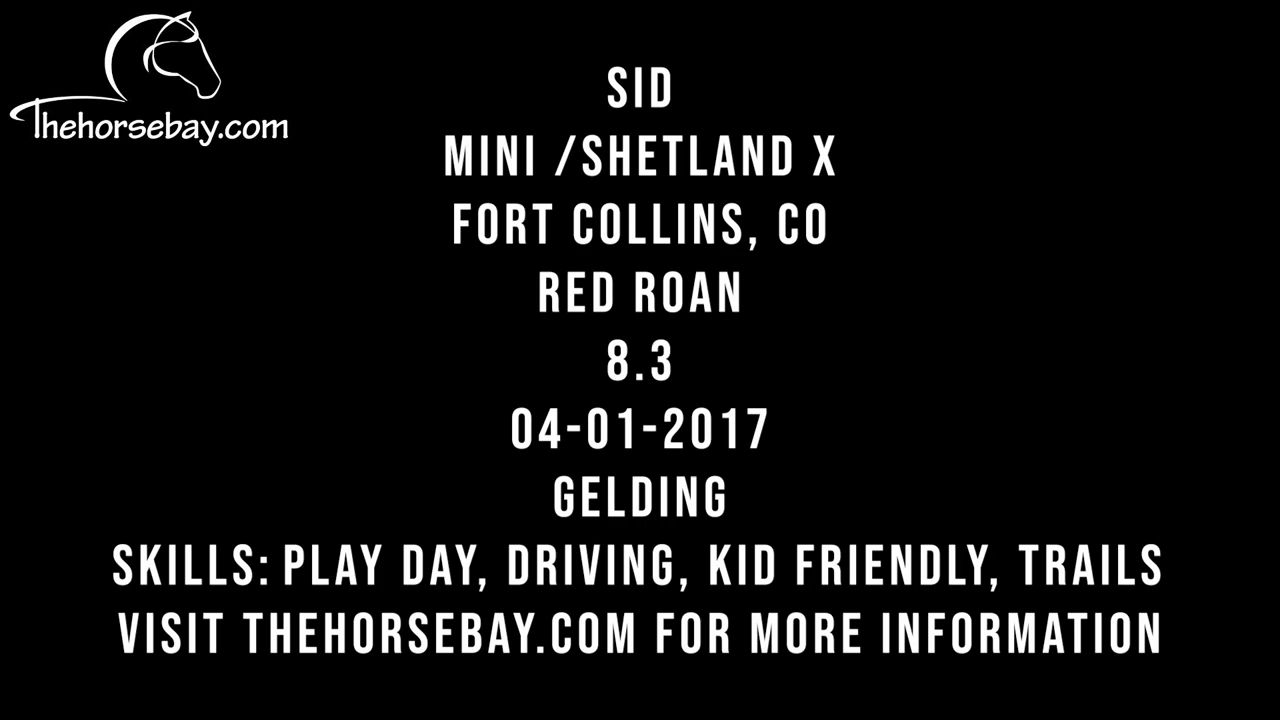 Thehorsebay.com
SID
MINI /SHETLAND X
FORT COLLINS, CO
RED ROAN
8.3
04-01-2017
GELDING
SKILLS: PLAY DAY, DRIVING, KID FRIENDLY, TRAILS
VISIT THEHORSEBAY.COM FOR MORE INFORMATION